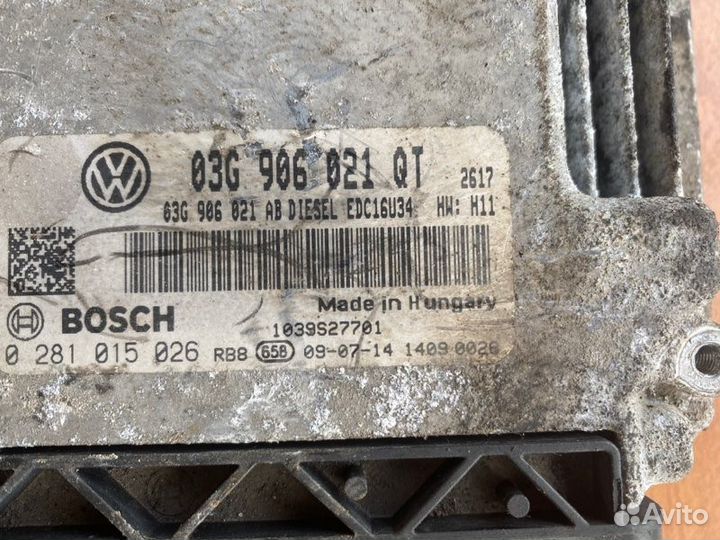 03G 906 021 QT 2617
03G 906 021 AB DIESEL EDC16U34 HW: H11
Made in Hungary
BOSCH
1039S27701
0 281 015 026 RB8 658 09-07-14 1409 0026
Avito